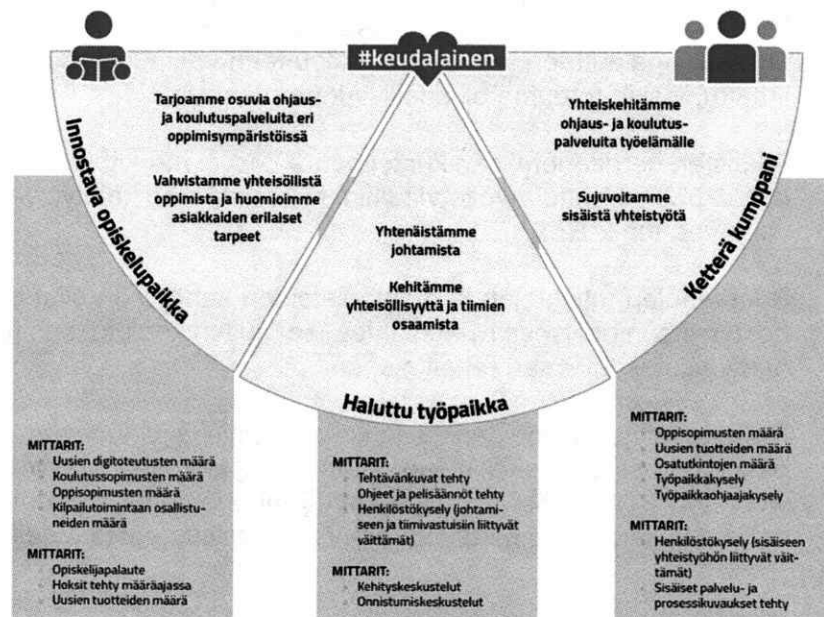 #keudalainen
Innostava opiskelupaikka
Tarjoamme osuvia ohjaus-
ja koulutuspalveluita eri
oppimisympäristöissä
Vahvistamme yhteisöllistä
oppimista ja huomioimme
asiakkaiden erilaiset
tarpeet
Haluttu työpaikka
Yhtenäistämme
johtamista
Kehitämme
yhteisöllisyyttä ja tiimien
osaamista
Ketterä kumppani
Yhteiskehitämme
ohjaus- ja koulutus-
palveluita työelämälle
Sujuvoitamme
sisäistä yhteistyötä
MITTARIT:
Uusien digitoteutusten määrä
Koulutussopimusten määrä
Oppisopimusten määrä
Kilpailutoimintaan osallistu-
neiden määrä
MITTARIT:
Opiskelijapalaute
Hoksit tehty määräajassa
Uusien tuotteiden määrä
MITTARIT:
Tehtävänkuvat tehty
Ohjeet ja pelisäännöt tehty
Henkilöstökysely (johtami-
seen ja tiimivastuisiin liittyvät
väittämät)
MITTARIT:
Kehityskeskustelut
Onnistumiskeskustelut
MITTARIT:
Oppisopimusten määrä
Uusien tuotteiden määrä
Osatutkintojen määrä
Työpaikkakysely
Työpaikkaohjaajakysely
MITTARIT:
Henkilöstökysely (sisäiseen
yhteistyöhön liittyvät väit-
tämät)
Sisäiset palvelu- ja
prosessikuvaukset tehty